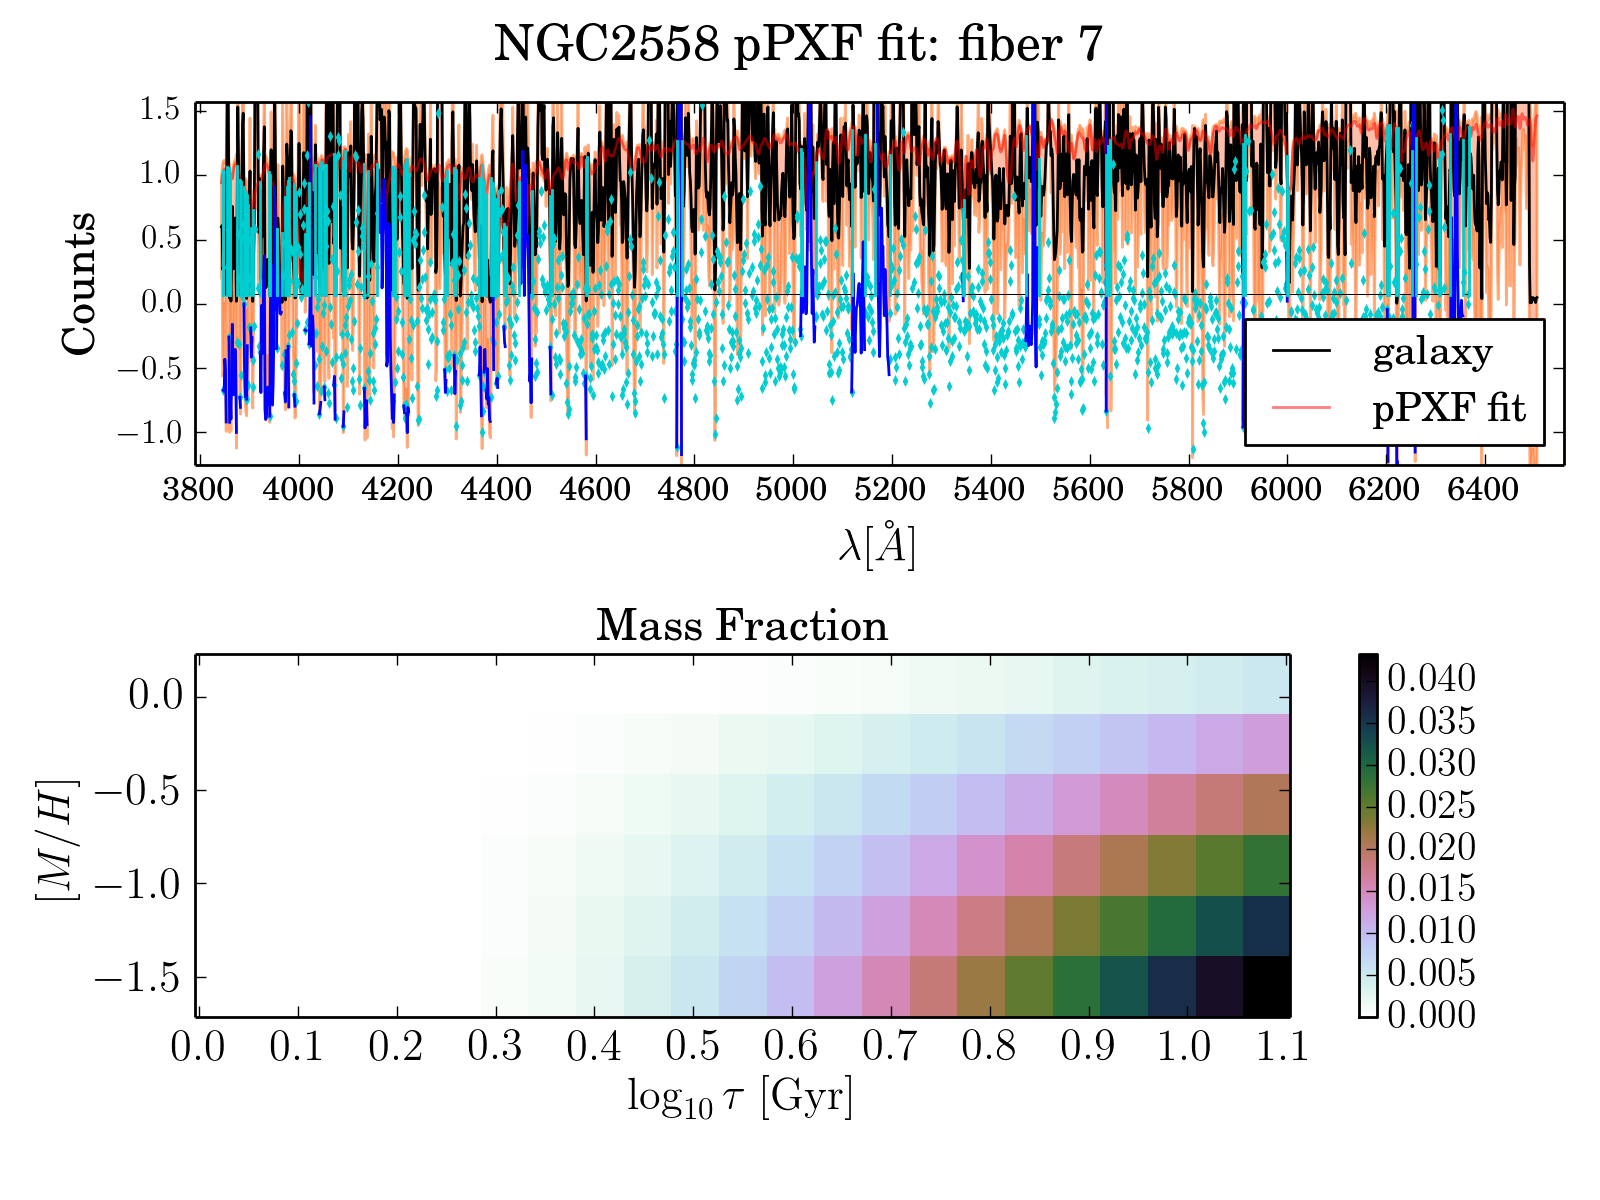 NGC2558 pPXF fit: fiber 7
Counts
1.5
1.0
0.5
0.0
−0.5
−1.0
galaxy
pPXF fit
3800 4000 4200 4400 4600 4800 5000 5200 5400 5600 5800 6000 6200 6400
λ[Å]
Mass Fraction
[M/H]
0.0
−0.5
−1.0
−1.5
0.0 0.1 0.2 0.3 0.4 0.5 0.6 0.7 0.8 0.9 1.0 1.1
log₁₀ τ [Gyr]
0.040
0.035
0.030
0.025
0.020
0.015
0.010
0.005
0.000